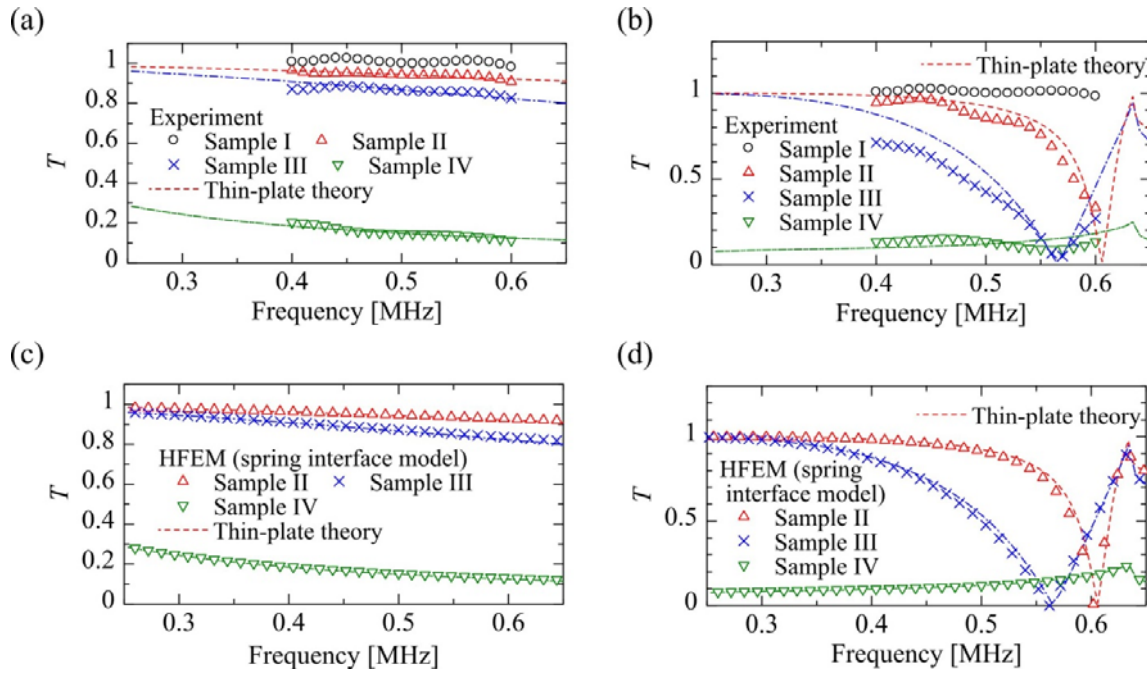 (a)
T
1
0.8
0.6
0.4
0.2
0
Experiment
Sample I Sample II
Sample III Sample IV
Thin-plate theory
0.3 0.4 0.5 0.6
Frequency [MHz]
(b)
T
1
0.5
0
Thin-plate theory
Experiment
Sample I
Sample II
Sample III
Sample IV
0.3 0.4 0.5 0.6
Frequency [MHz]
(c)
T
1
0.8
0.6
0.4
0.2
0
HFEM (spring interface model)
Sample II Sample III
Sample IV
Thin-plate theory
0.3 0.4 0.5 0.6
Frequency [MHz]
(d)
T
1
0.5
0
Thin-plate theory
HFEM (spring
interface model)
Sample II
Sample III
Sample IV
0.3 0.4 0.5 0.6
Frequency [MHz]